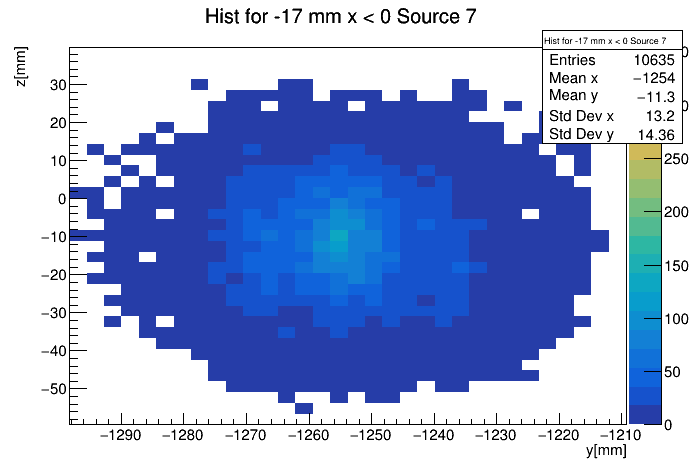 Hist for -17 mm x < 0 Source 7
z[mm]
Hist for -17 mm x < 0 Source 7
Entries 10635
Mean x −1254
Mean y −11.3
Std Dev x 13.2
Std Dev y 14.36
30
20
10
0
−10
−20
−30
−40
−50
250
200
150
100
50
0
−1290 −1280 −1270 −1260 −1250 −1240 −1230 −1220 −1210
y[mm]